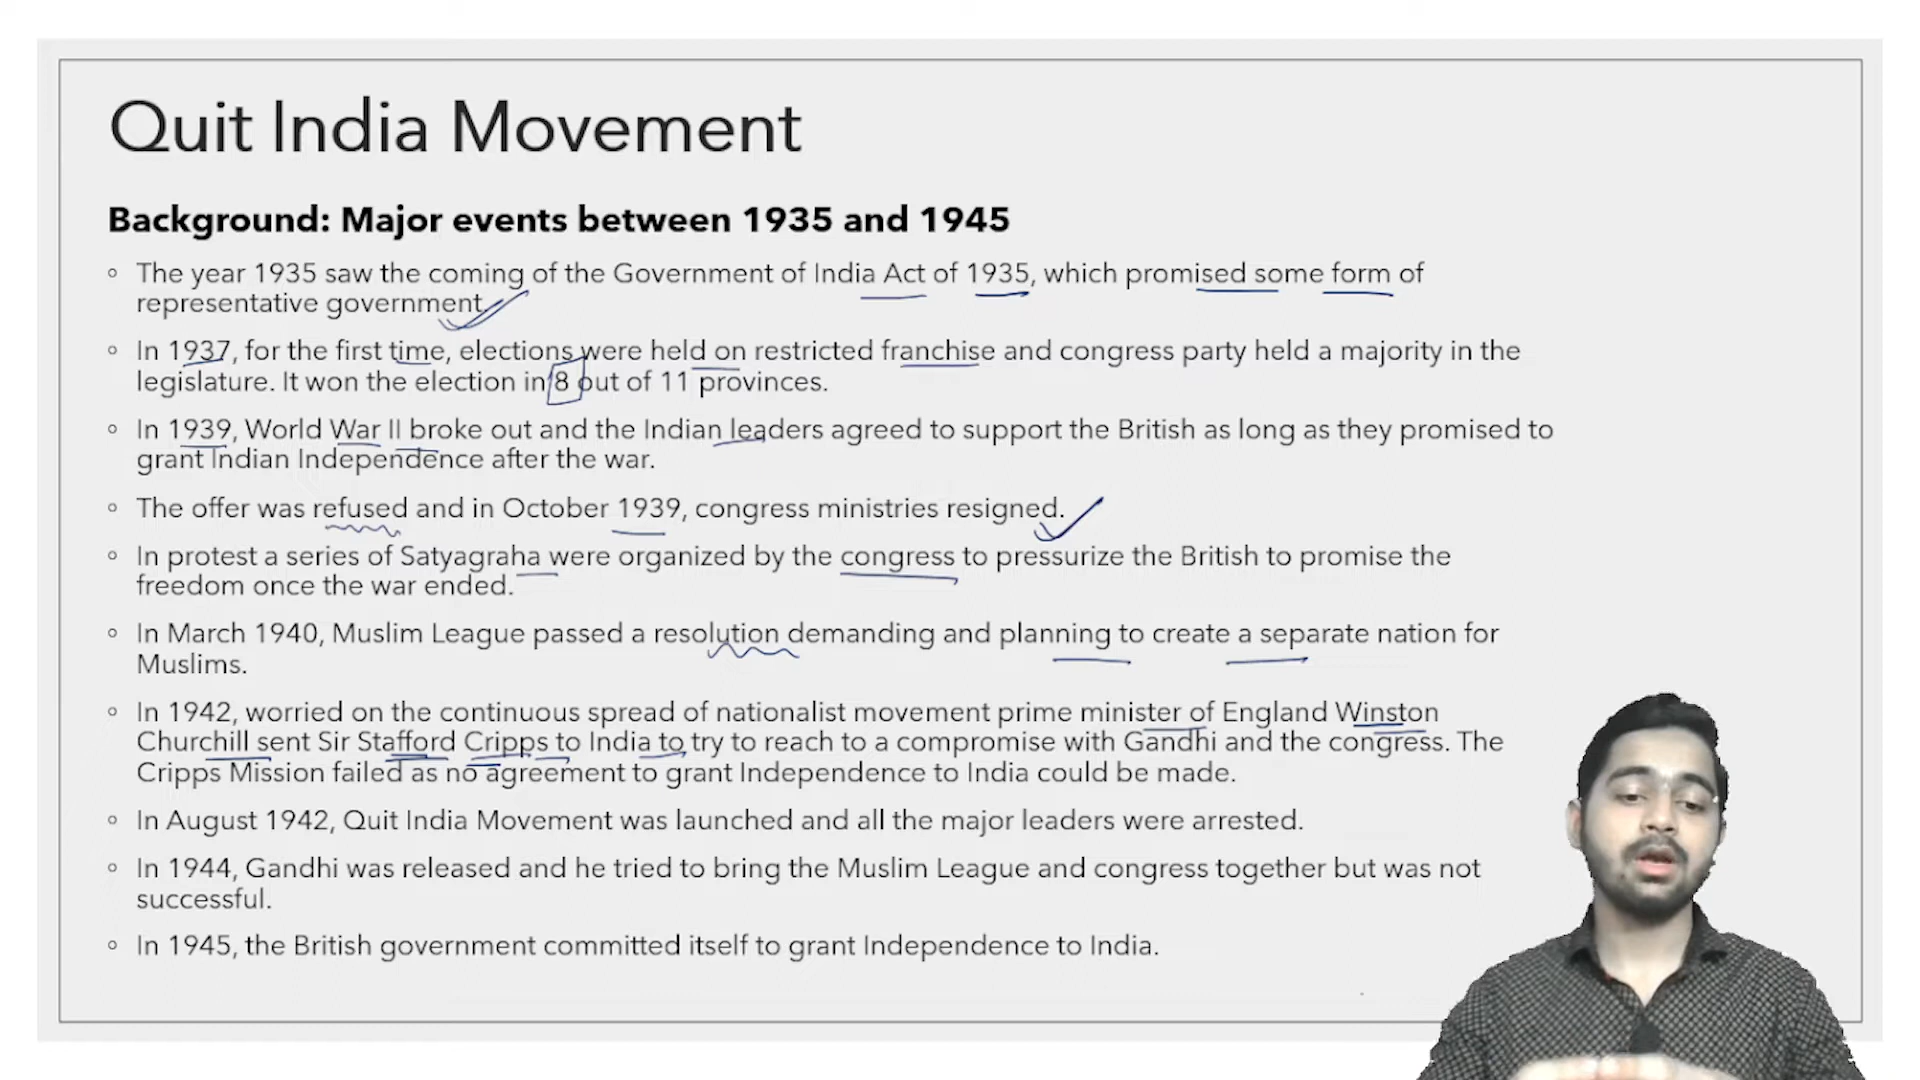 Quit India Movement
Background: Major events between 1935 and 1945
◦ The year 1935 saw the coming of the Government of India Act of 1935, which promised some form of
representative government.
◦ In 1937, for the first time, elections were held on restricted franchise and congress party held a majority in the
legislature. It won the election in 8 out of 11 provinces.
◦ In 1939, World War II broke out and the Indian leaders agreed to support the British as long as they promised to
grant Indian Independence after the war.
◦ The offer was refused and in October 1939, congress ministries resigned.
◦ In protest a series of Satyagraha were organized by the congress to pressurize the British to promise the
freedom once the war ended.
◦ In March 1940, Muslim League passed a resolution demanding and planning to create a separate nation for
Muslims.
◦ In 1942, worried on the continuous spread of nationalist movement prime minister of England Winston
Churchill sent Sir Stafford Cripps to India to try to reach to a compromise with Gandhi and the congress. The
Cripps Mission failed as no agreement to grant Independence to India could be made.
◦ In August 1942, Quit India Movement was launched and all the major leaders were arrested.
◦ In 1944, Gandhi was released and he tried to bring the Muslim League and congress together but was not
successful.
◦ In 1945, the British government committed itself to grant Independence to India.